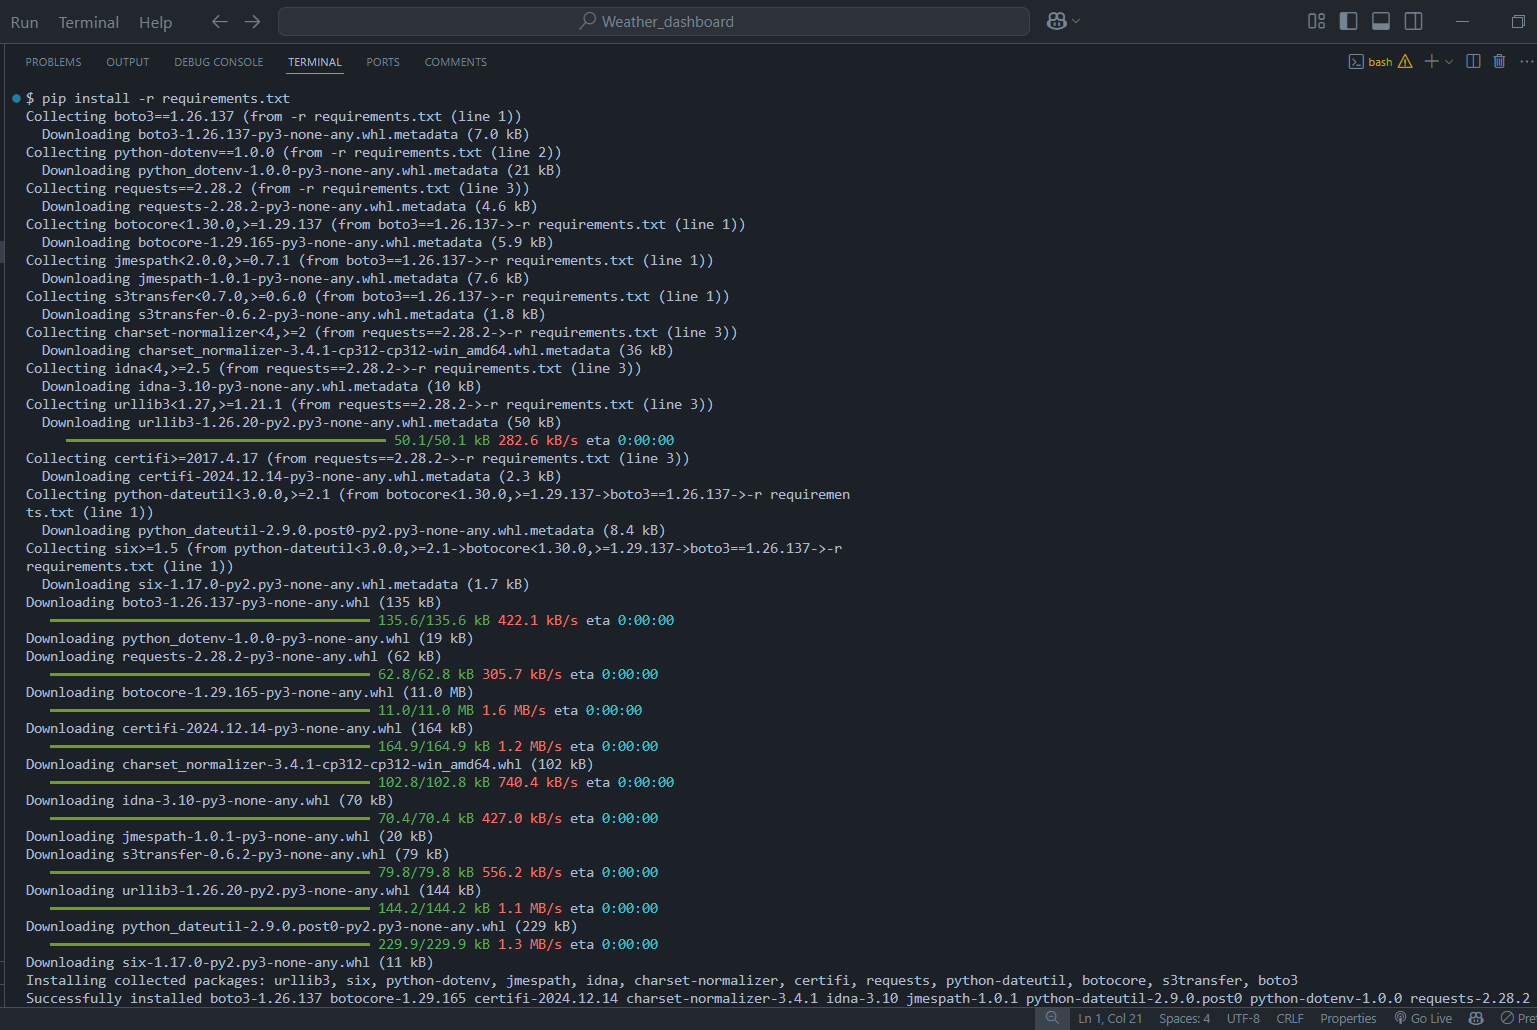 Run Terminal Help Weather_dashboard
PROBLEMS OUTPUT DEBUG CONSOLE TERMINAL PORTS COMMENTS bash
$ pip install -r requirements.txt
Collecting boto3==1.26.137 (from -r requirements.txt (line 1))
  Downloading boto3-1.26.137-py3-none-any.whl.metadata (7.0 kB)
Collecting python-dotenv==1.0.0 (from -r requirements.txt (line 2))
  Downloading python_dotenv-1.0.0-py3-none-any.whl.metadata (21 kB)
Collecting requests==2.28.2 (from -r requirements.txt (line 3))
  Downloading requests-2.28.2-py3-none-any.whl.metadata (4.6 kB)
Collecting botocore<1.30.0,>=1.29.137 (from boto3==1.26.137->-r requirements.txt (line 1))
  Downloading botocore-1.29.165-py3-none-any.whl.metadata (5.9 kB)
Collecting jmespath<2.0.0,>=0.7.1 (from boto3==1.26.137->-r requirements.txt (line 1))
  Downloading jmespath-1.0.1-py3-none-any.whl.metadata (7.6 kB)
Collecting s3transfer<0.7.0,>=0.6.0 (from boto3==1.26.137->-r requirements.txt (line 1))
  Downloading s3transfer-0.6.2-py3-none-any.whl.metadata (1.8 kB)
Collecting charset-normalizer<4,>=2 (from requests==2.28.2->-r requirements.txt (line 3))
  Downloading charset_normalizer-3.4.1-cp312-cp312-win_amd64.whl.metadata (36 kB)
Collecting idna<4,>=2.5 (from requests==2.28.2->-r requirements.txt (line 3))
  Downloading idna-3.10-py3-none-any.whl.metadata (10 kB)
Collecting urllib3<1.27,>=1.21.1 (from requests==2.28.2->-r requirements.txt (line 3))
  Downloading urllib3-1.26.20-py2.py3-none-any.whl.metadata (50 kB)
50.1/50.1 kB 282.6 kB/s eta 0:00:00
Collecting certifi>=2017.4.17 (from requests==2.28.2->-r requirements.txt (line 3))
  Downloading certifi-2024.12.14-py3-none-any.whl.metadata (2.3 kB)
Collecting python-dateutil<3.0.0,>=2.1 (from botocore<1.30.0,>=1.29.137->boto3==1.26.137->-r requiremen
ts.txt (line 1))
  Downloading python_dateutil-2.9.0.post0-py2.py3-none-any.whl.metadata (8.4 kB)
Collecting six>=1.5 (from python-dateutil<3.0.0,>=2.1->botocore<1.30.0,>=1.29.137->boto3==1.26.137->-r
requirements.txt (line 1))
  Downloading six-1.17.0-py2.py3-none-any.whl.metadata (1.7 kB)
Downloading boto3-1.26.137-py3-none-any.whl (135 kB)
135.6/135.6 kB 422.1 kB/s eta 0:00:00
Downloading python_dotenv-1.0.0-py3-none-any.whl (19 kB)
Downloading requests-2.28.2-py3-none-any.whl (62 kB)
62.8/62.8 kB 305.7 kB/s eta 0:00:00
Downloading botocore-1.29.165-py3-none-any.whl (11.0 MB)
11.0/11.0 MB 1.6 MB/s eta 0:00:00
Downloading certifi-2024.12.14-py3-none-any.whl (164 kB)
164.9/164.9 kB 1.2 MB/s eta 0:00:00
Downloading charset_normalizer-3.4.1-cp312-cp312-win_amd64.whl (102 kB)
102.8/102.8 kB 740.4 kB/s eta 0:00:00
Downloading idna-3.10-py3-none-any.whl (70 kB)
70.4/70.4 kB 427.0 kB/s eta 0:00:00
Downloading jmespath-1.0.1-py3-none-any.whl (20 kB)
Downloading s3transfer-0.6.2-py3-none-any.whl (79 kB)
79.8/79.8 kB 556.2 kB/s eta 0:00:00
Downloading urllib3-1.26.20-py2.py3-none-any.whl (144 kB)
144.2/144.2 kB 1.1 MB/s eta 0:00:00
Downloading python_dateutil-2.9.0.post0-py2.py3-none-any.whl (229 kB)
229.9/229.9 kB 1.3 MB/s eta 0:00:00
Downloading six-1.17.0-py2.py3-none-any.whl (11 kB)
Installing collected packages: urllib3, six, python-dotenv, jmespath, idna, charset-normalizer, certifi, requests, python-dateutil, botocore, s3transfer, boto3
Successfully installed boto3-1.26.137 botocore-1.29.165 certifi-2024.12.14 charset-normalizer-3.4.1 idna-3.10 jmespath-1.0.1 python-dateutil-2.9.0.post0 python-dotenv-1.0.0 requests-2.28.2
Ln 1, Col 21 Spaces: 4 UTF-8 CRLF Properties Go Live Pre